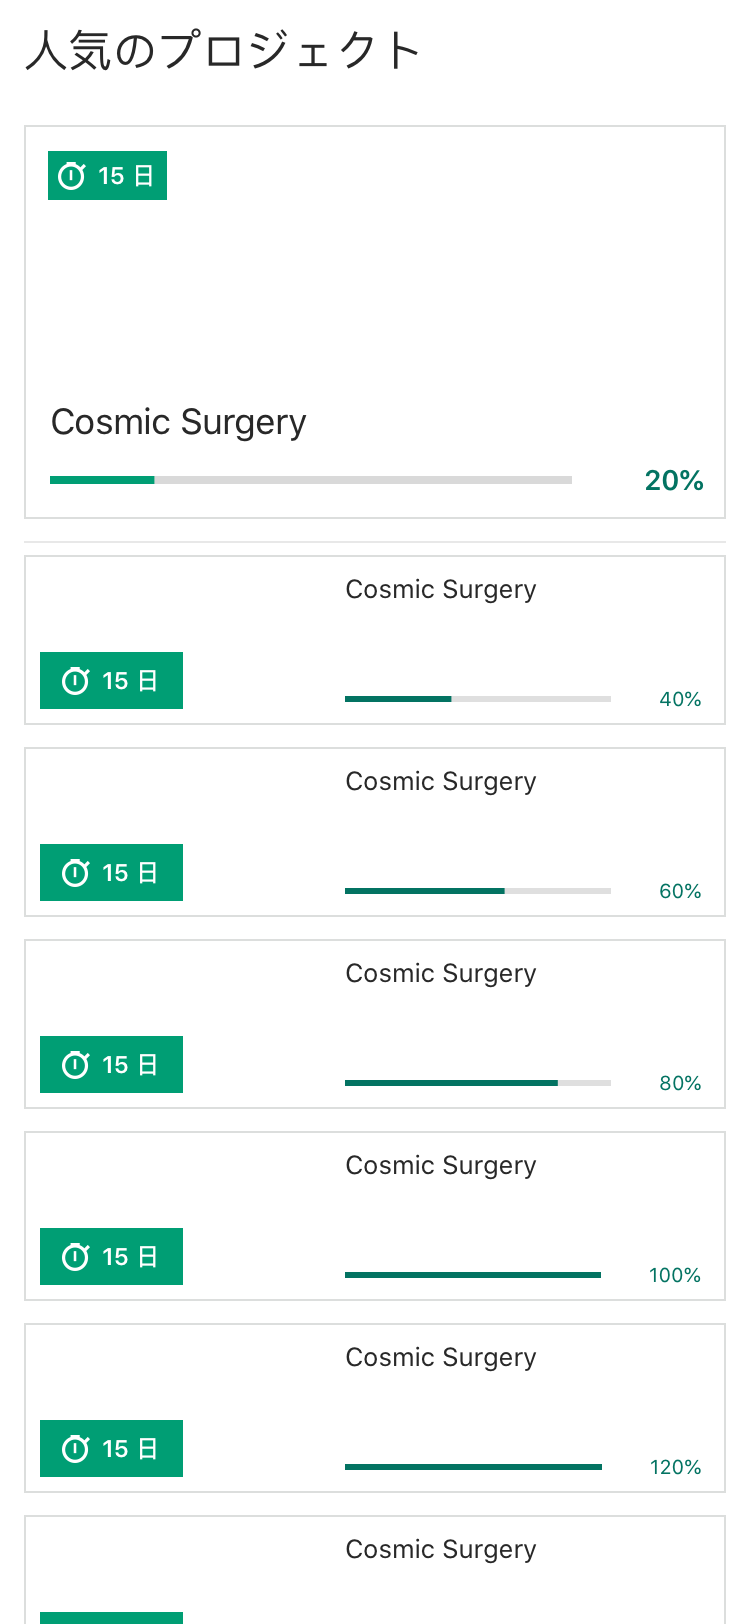 人気のプロジェクト
15 日
Cosmic Surgery
20%
Cosmic Surgery
15 日
40%
Cosmic Surgery
15 日
60%
Cosmic Surgery
15 日
80%
Cosmic Surgery
15 日
100%
Cosmic Surgery
15 日
120%
Cosmic Surgery